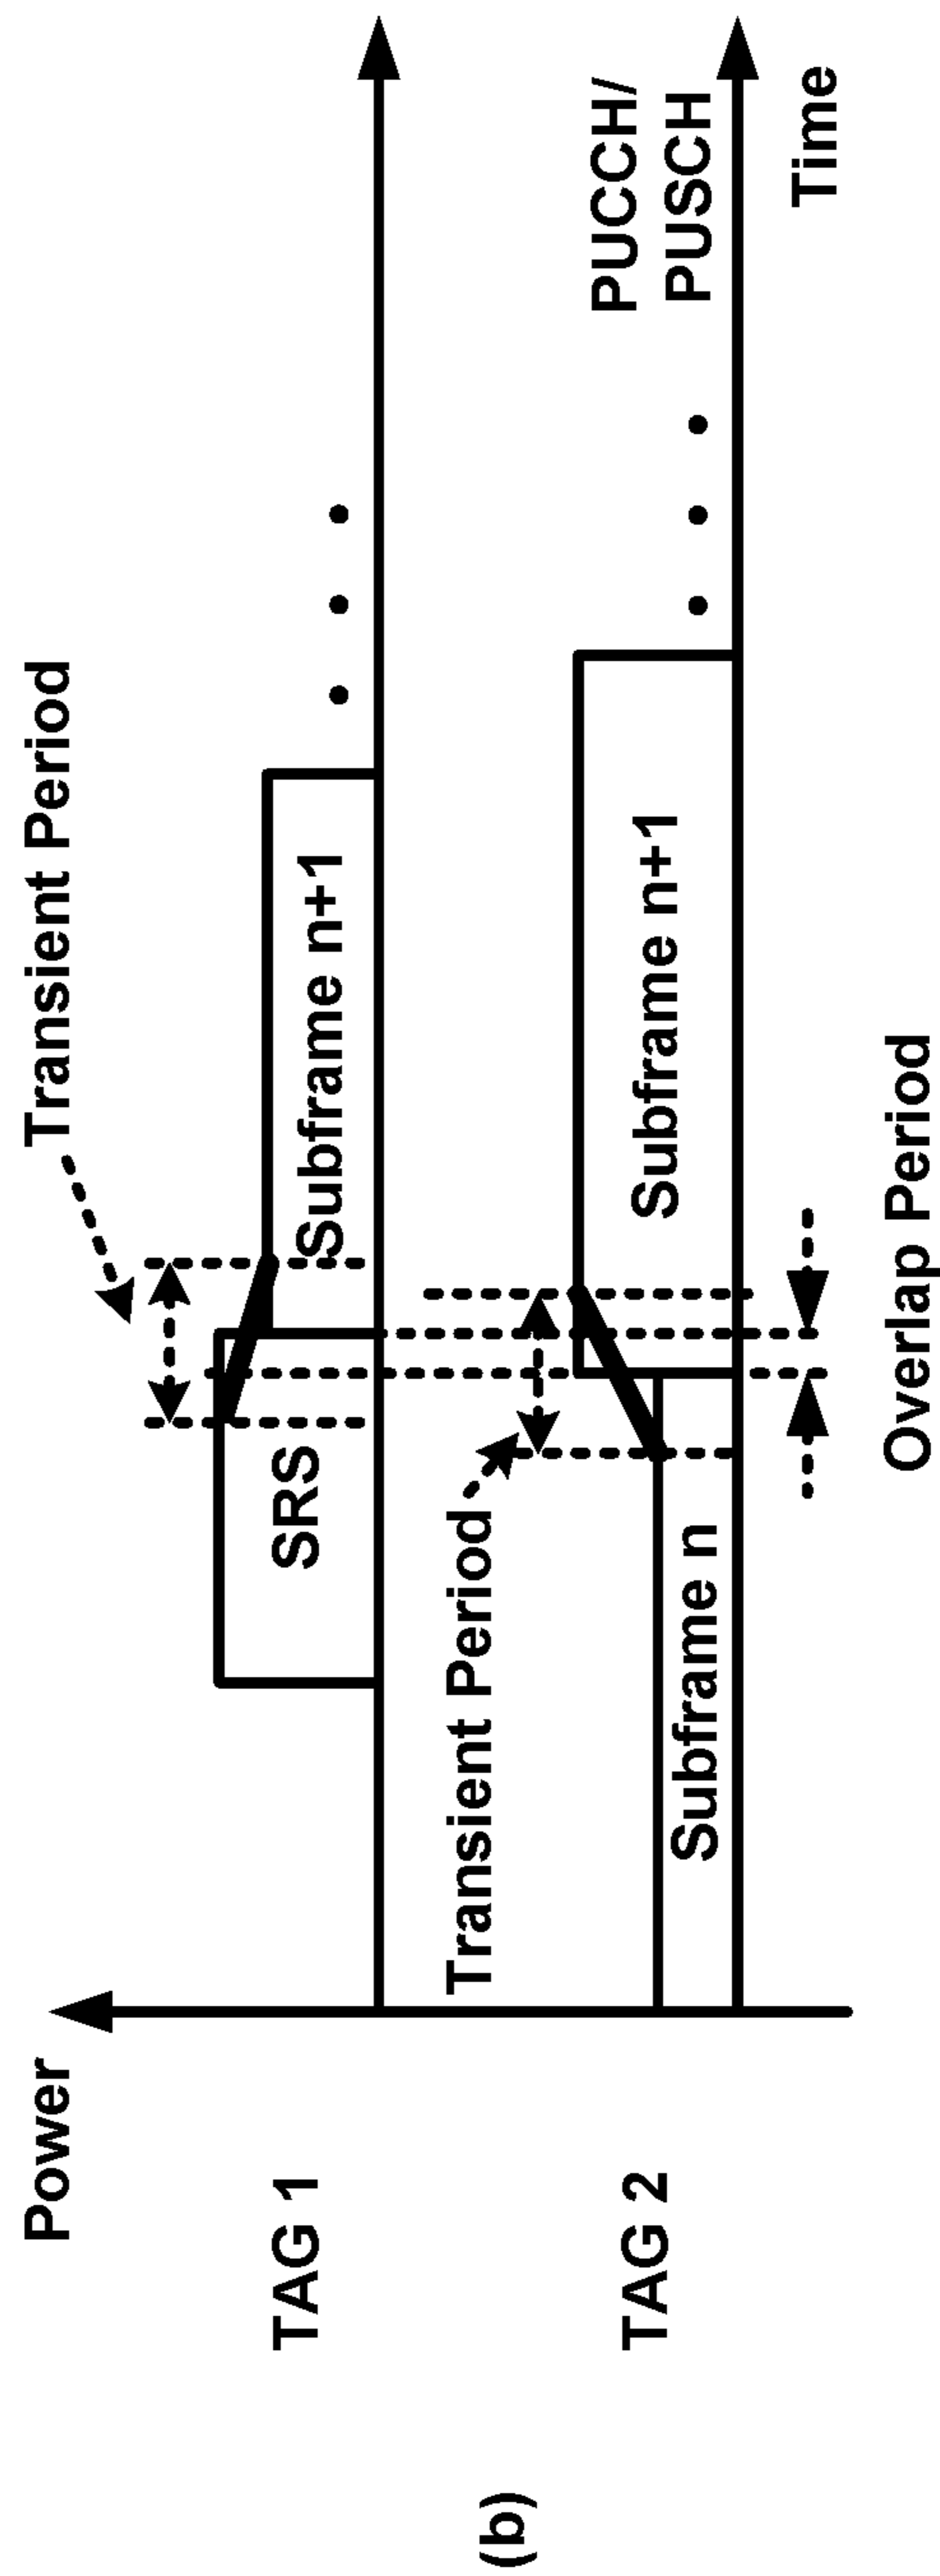 Power
Transient Period
TAG 1
SRS
Subframe n+1
Transient Period
PUCCH/
PUSCH
TAG 2
Subframe n
Subframe n+1
Time
Overlap Period
(b)